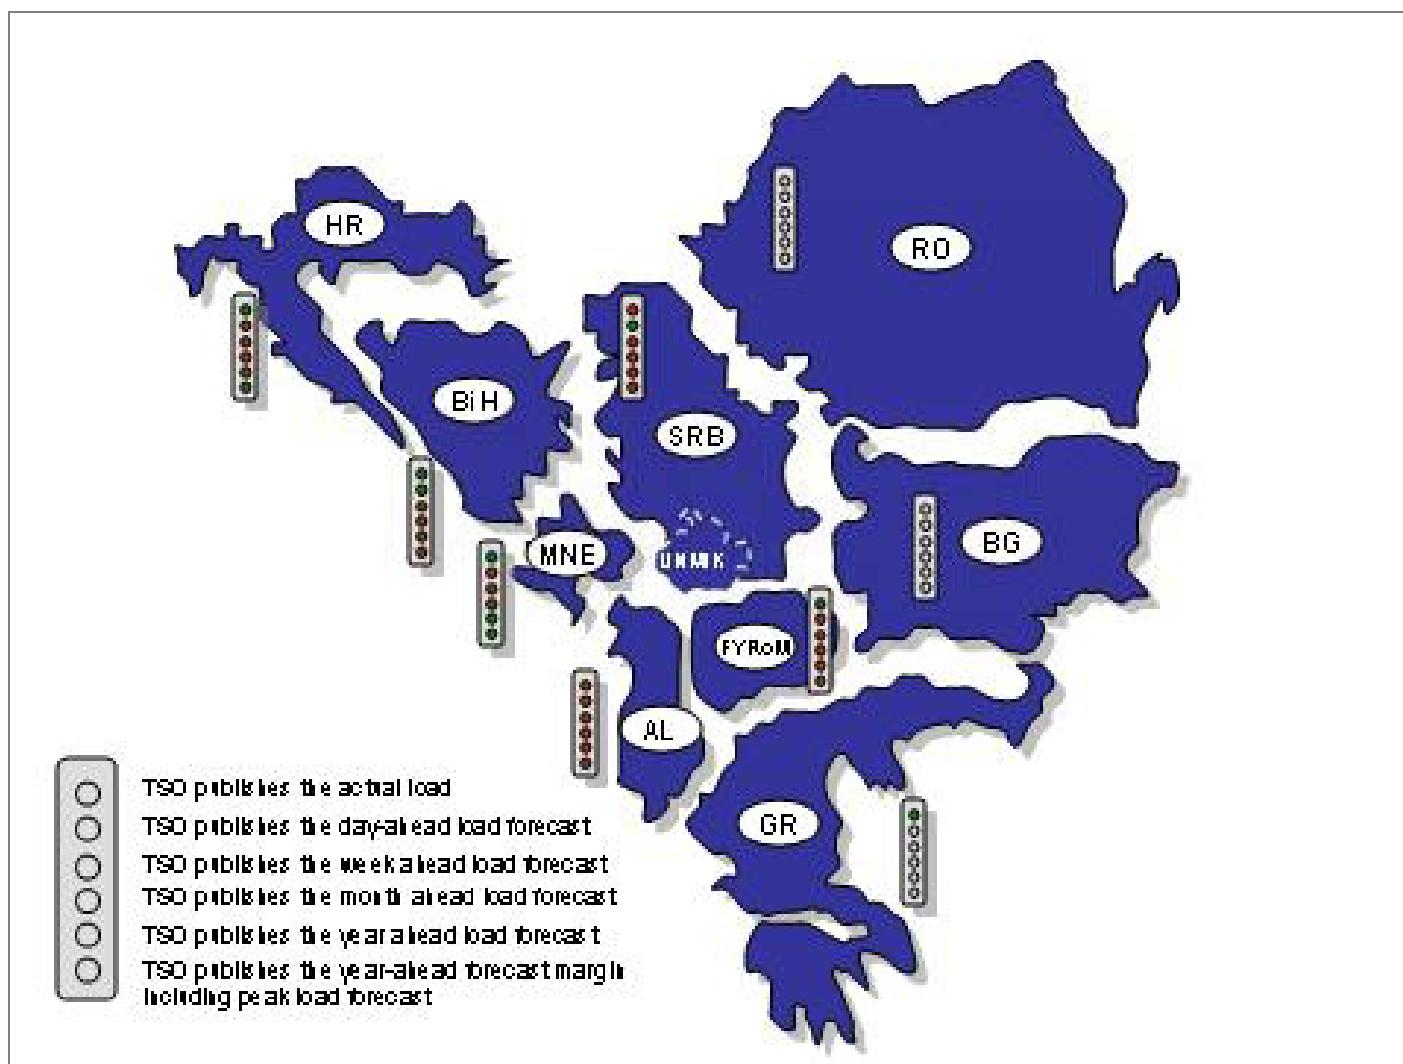 HR
RO
BiH
SRB
MNE
UNMIK
BG
FYRoM
AL
GR
TSO publishes the actual load
TSO publishes the day-ahead load forecast
TSO publishes the week ahead load forecast
TSO publishes the month ahead load forecast
TSO publishes the year ahead load forecast
TSO publishes the year-ahead forecast margin
including peak load forecast